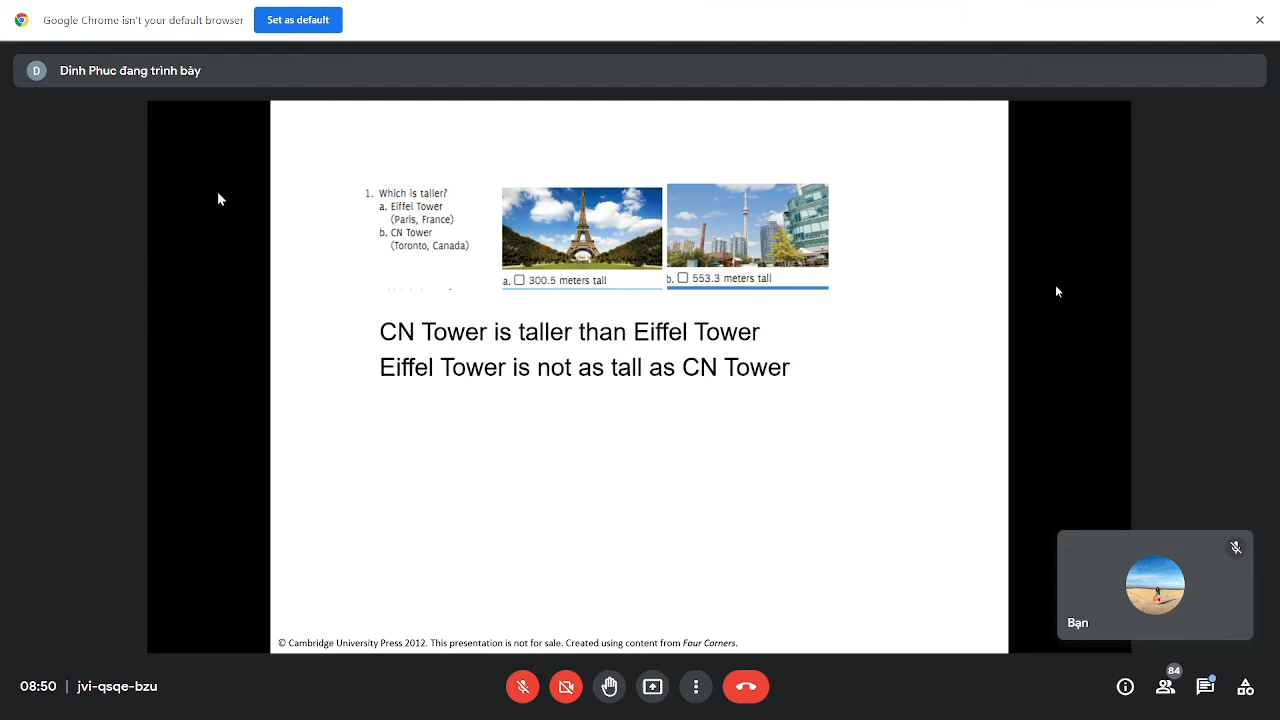 Google Chrome isn't your default browser
Set as default
D
Dinh Phuc đang trình bày
1. Which is taller?
a. Eiffel Tower
(Paris, France)
b. CN Tower
(Toronto, Canada)
a. 300.5 meters tall
b. 553.3 meters tall
CN Tower is taller than Eiffel Tower
Eiffel Tower is not as tall as CN Tower
Bạn
© Cambridge University Press 2012. This presentation is not for sale. Created using content from Four Corners.
08:50 | jvi-qsqe-bzu
84